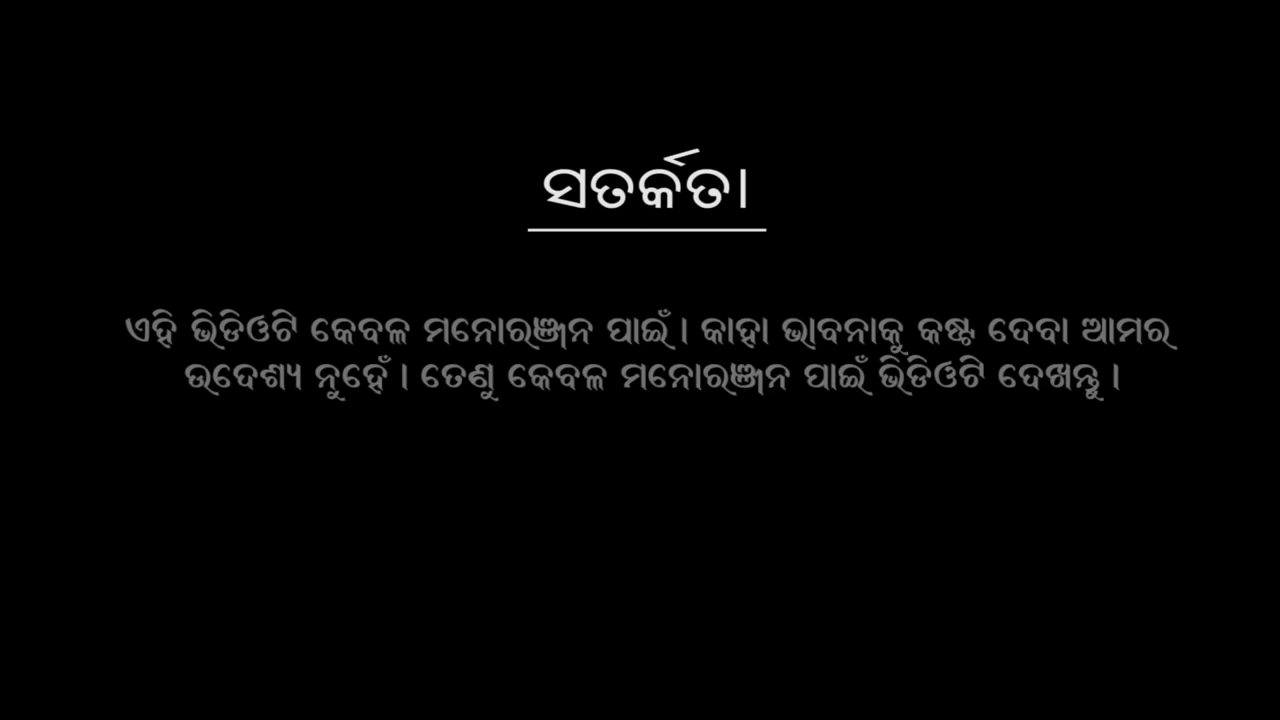 ସତର୍କତା
ଏହି ଭିଡିଓଟି କେବଳ ମନୋରଞ୍ଜନ ପାଇଁ । କାହା ଭାବନାକୁ କଷ୍ଟ ଦେବା ଆମର
ଉଦେଶ୍ୟ ନୁହେଁ । ତେଣୁ କେବଳ ମନୋରଞ୍ଜନ ପାଇଁ ଭିଡିଓଟି ଦେଖନ୍ତୁ ।